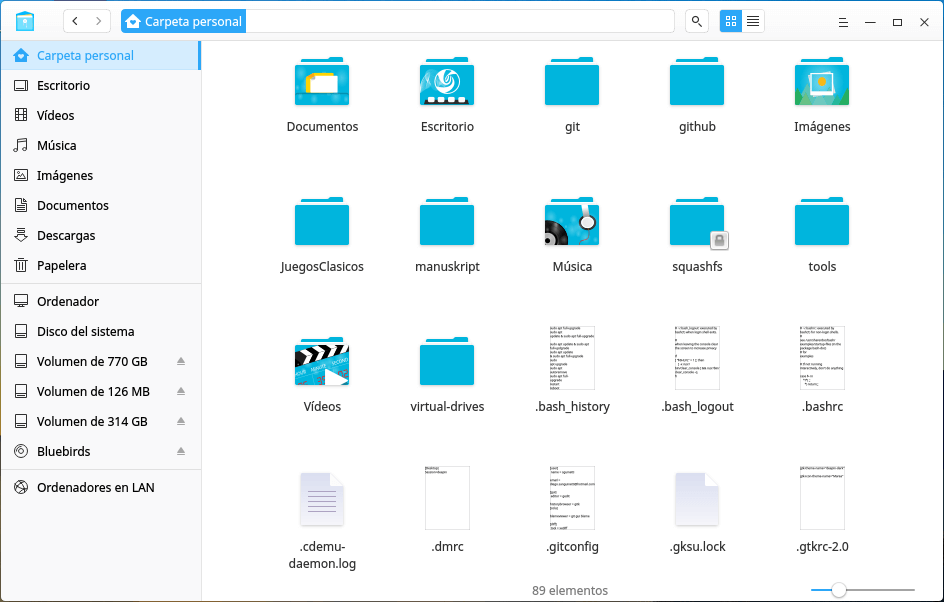 Carpeta personal
Carpeta personal
Escritorio
Vídeos
Música
Imágenes
Documentos
Descargas
Papelera
Ordenador
Disco del sistema
Volumen de 770 GB
Volumen de 126 MB
Volumen de 314 GB
Bluebirds
Ordenadores en LAN
Documentos
Escritorio
git
github
Imágenes
JuegosClasicos
manuskript
Música
squashfs
tools
Vídeos
virtual-drives
.bash_history
.bash_logout
.bashrc
.cdemu-
daemon.log
.dmrc
.gitconfig
.gksu.lock
.gtkrc-2.0
89 elementos